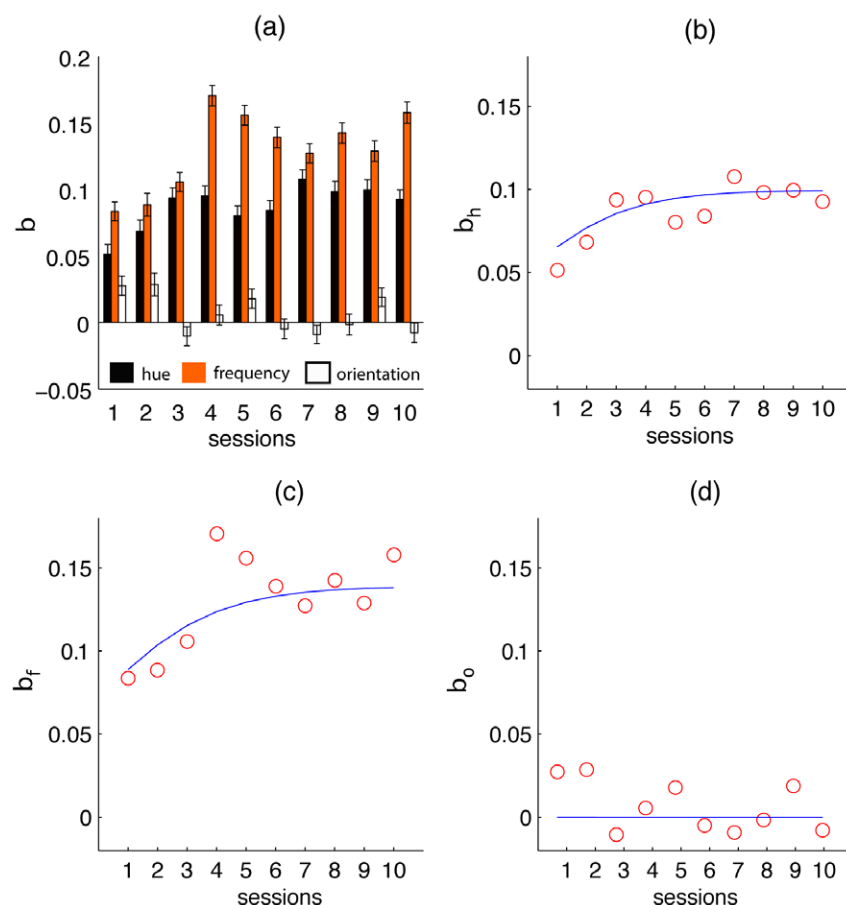 (a)
0.2
0.15
0.1
0.05
0
−0.05
b
hue frequency orientation
1 2 3 4 5 6 7 8 9 10
sessions
(b)
0.15
0.1
0.05
0
b_h
1 2 3 4 5 6 7 8 9 10
sessions
(c)
0.15
0.1
0.05
0
b_f
1 2 3 4 5 6 7 8 9 10
sessions
(d)
0.15
0.1
0.05
0
b_o
1 2 3 4 5 6 7 8 9 10
sessions